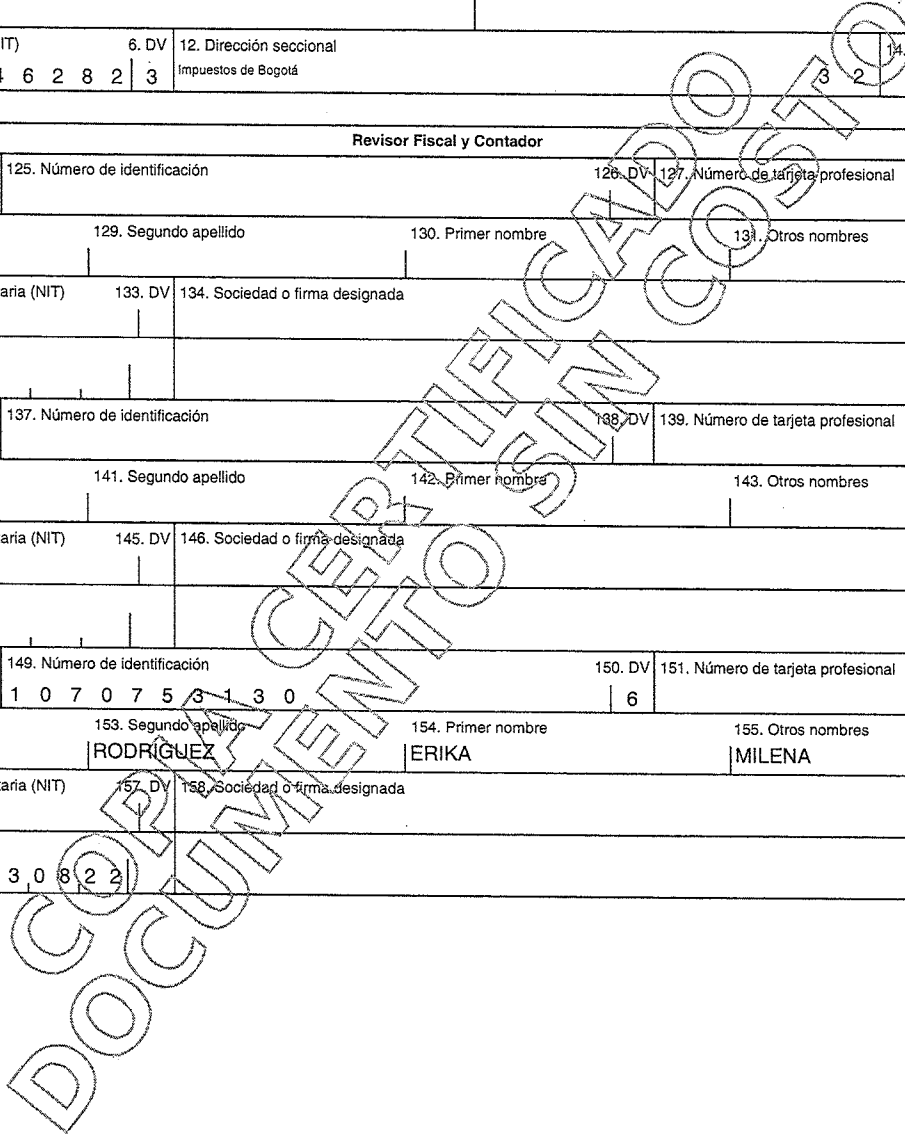 IT) 6. DV 12. Dirección seccional 14.
4 6 2 8 2 3 Impuestos de Bogotá 3 2
Revisor Fiscal y Contador
125. Número de identificación 126. DV 127. Número de tarjeta profesional
129. Segundo apellido 130. Primer nombre 131. Otros nombres
aria (NIT) 133. DV 134. Sociedad o firma designada
137. Número de identificación 138. DV 139. Número de tarjeta profesional
141. Segundo apellido 142. Primer nombre 143. Otros nombres
aria (NIT) 145. DV 146. Sociedad o firma designada
149. Número de identificación 150. DV 151. Número de tarjeta profesional
1 0 7 0 7 5 3 1 3 0 6
153. Segundo apellido 154. Primer nombre 155. Otros nombres
RODRÍGUEZ ERIKA MILENA
taria (NIT) 157. DV 158. Sociedad o firma designada
3 0 8 2 2
COPIA CERTIFICADO
DOCUMENTO SIN COSTO